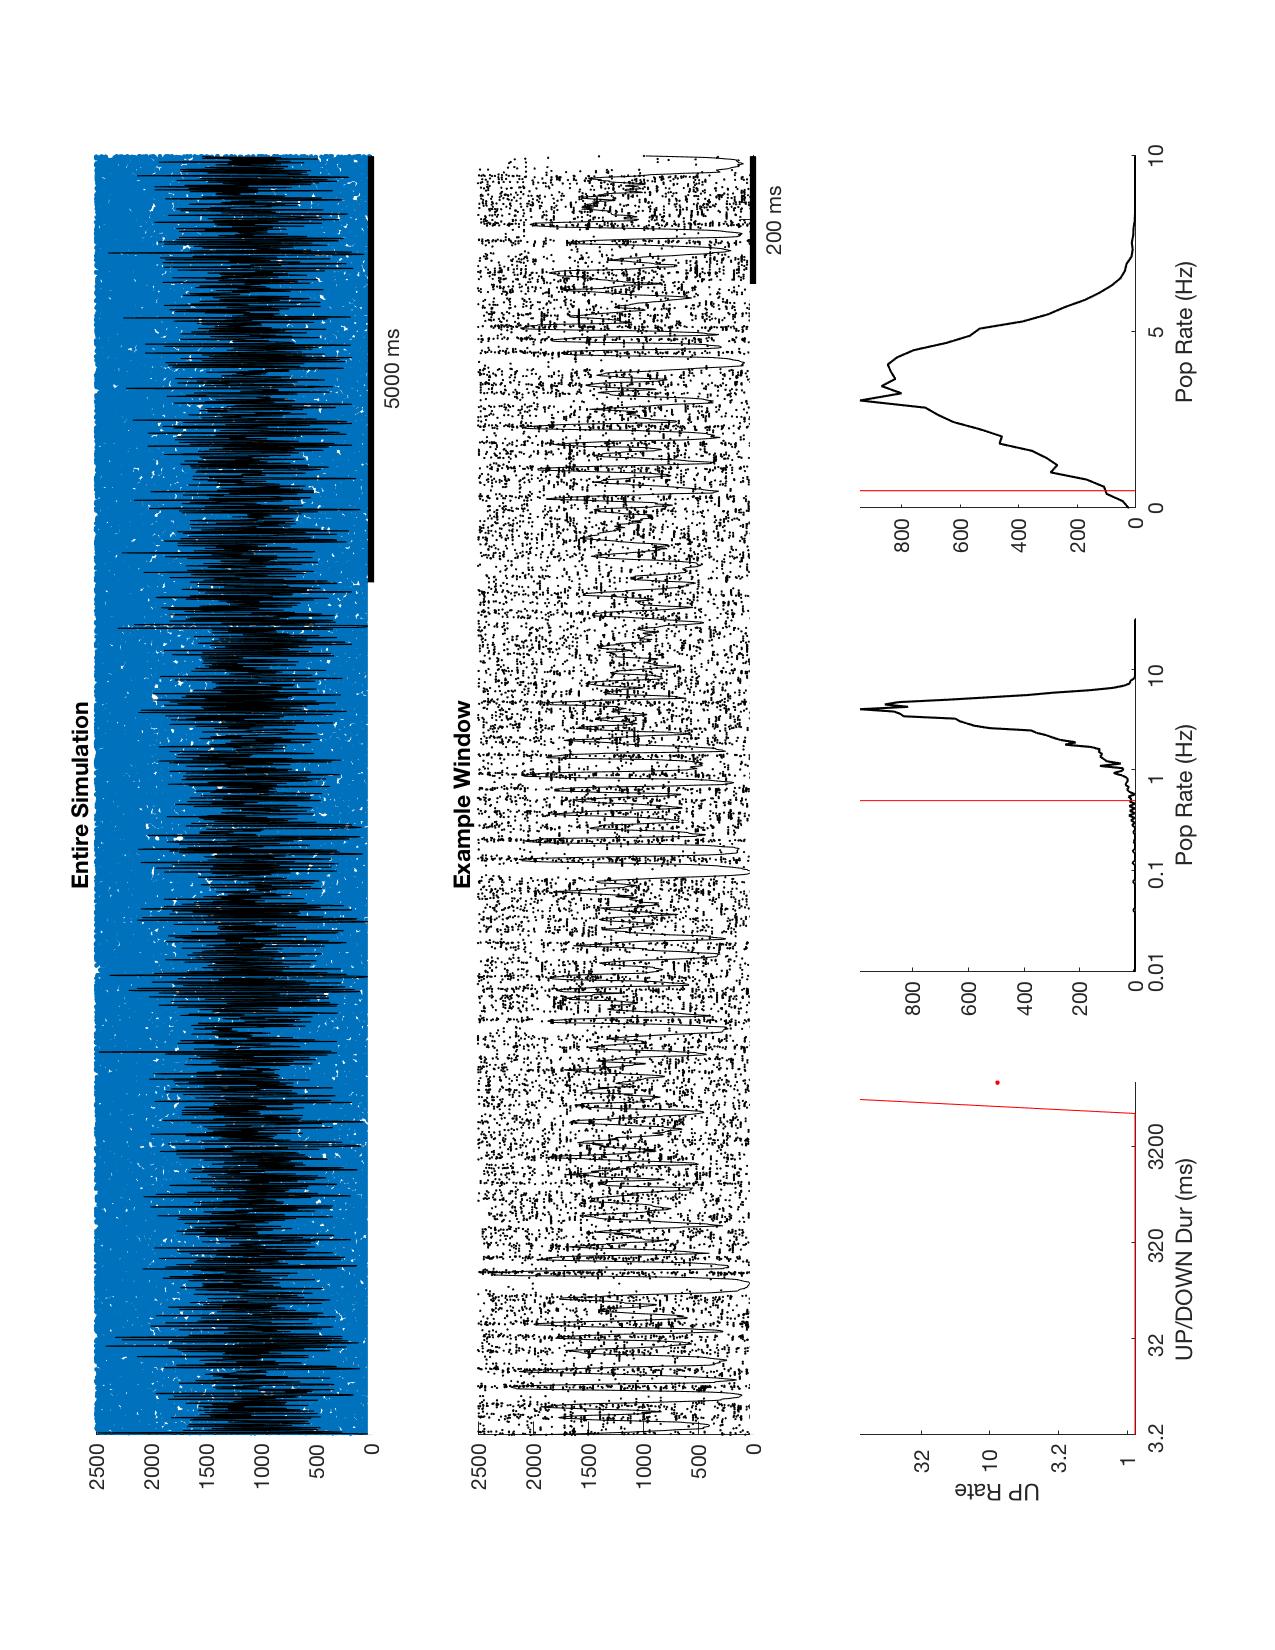 Entire Simulation
2500
2000
1500
1000
500
0
5000 ms
Example Window
2500
2000
1500
1000
500
0
200 ms
UP Rate
32
10
3.2
1
3.2 32 320 3200
UP/DOWN Dur (ms)
800
600
400
200
0
0.01 0.1 1 10
Pop Rate (Hz)
800
600
400
200
0
0 5 10
Pop Rate (Hz)